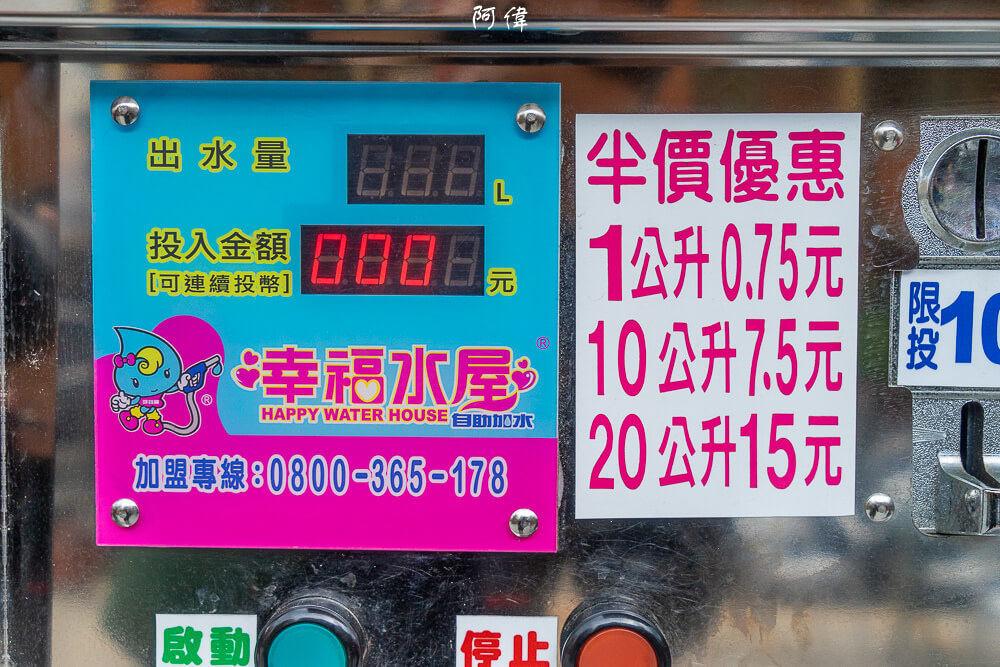 阿偉
出水量
L
投入金額
000
[可連續投幣]
元
幸福水屋®
HAPPY WATER HOUSE 自助加水
®
加盟專線:0800-365-178
半價優惠
1公升0.75元
10公升7.5元
20公升15元
限投10
啟動
停止